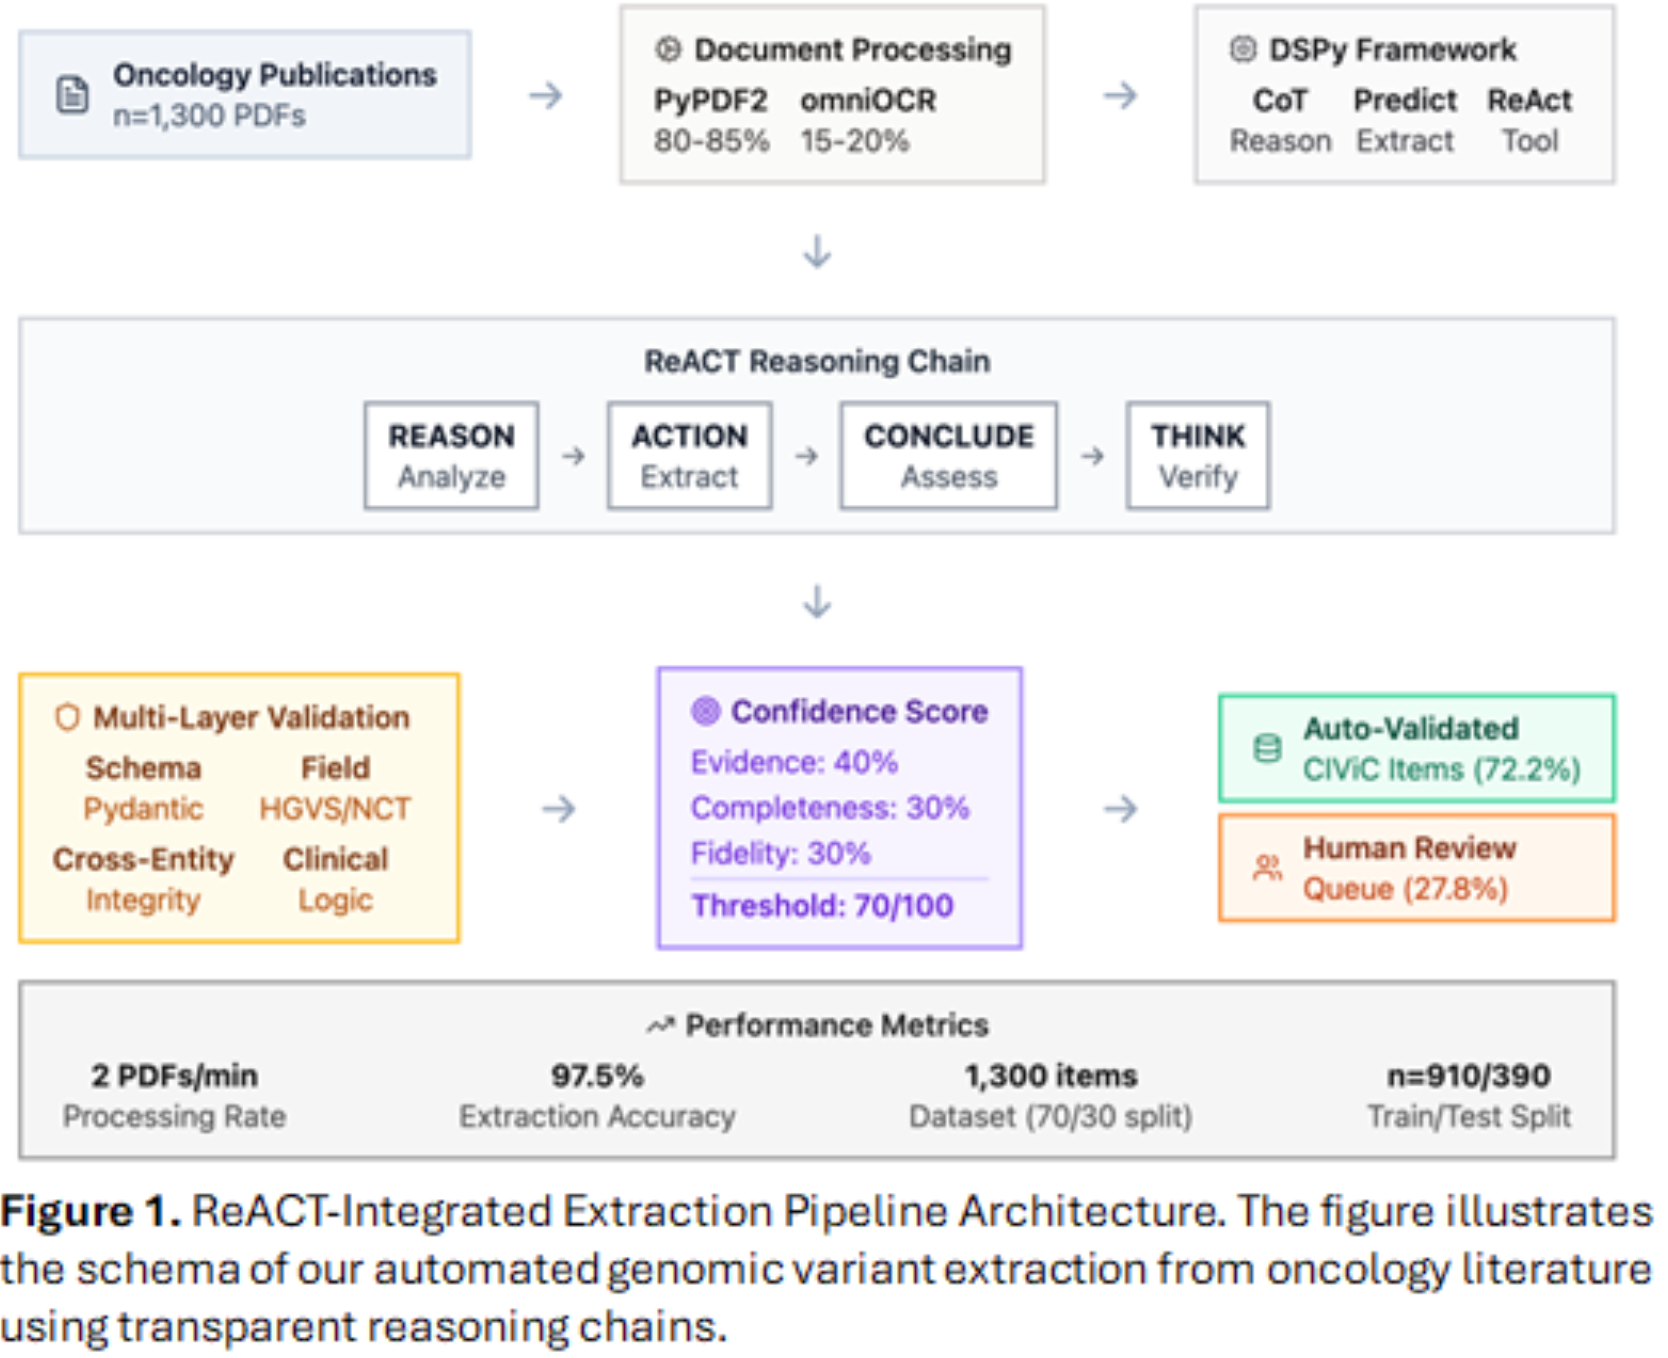 Oncology Publications
n=1,300 PDFs
Document Processing
PyPDF2 omniOCR
80-85% 15-20%
DSPy Framework
CoT Predict ReAct
Reason Extract Tool
ReACT Reasoning Chain
REASON
Analyze
ACTION
Extract
CONCLUDE
Assess
THINK
Verify
Multi-Layer Validation
Schema Field
Pydantic HGVS/NCT
Cross-Entity Clinical
Integrity Logic
Confidence Score
Evidence: 40%
Completeness: 30%
Fidelity: 30%
Threshold: 70/100
Auto-Validated
CIViC Items (72.2%)
Human Review
Queue (27.8%)
Performance Metrics
2 PDFs/min 97.5% 1,300 items n=910/390
Processing Rate Extraction Accuracy Dataset (70/30 split) Train/Test Split
Figure 1. ReACT-Integrated Extraction Pipeline Architecture. The figure illustrates
the schema of our automated genomic variant extraction from oncology literature
using transparent reasoning chains.